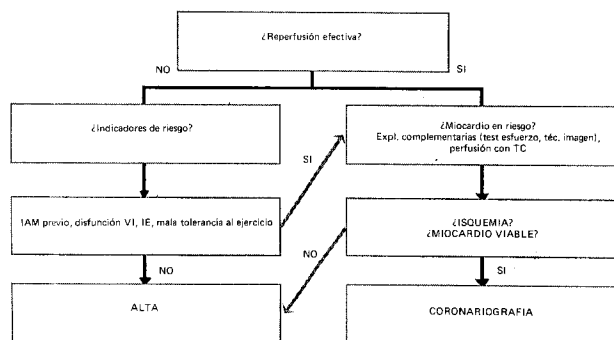 ¿Reperfusión efectiva?
NO
SI
¿Indicadores de riesgo?
¿Miocardio en riesgo?
Expl. complementarias (test esfuerzo, téc. imagen),
perfusión con TC
SI
IAM previo, disfunción VI, IE, mala tolerancia al ejercicio
¿ISQUEMIA?
¿MIOCARDIO VIABLE?
NO
NO
SI
ALTA
CORONARIOGRAFIA